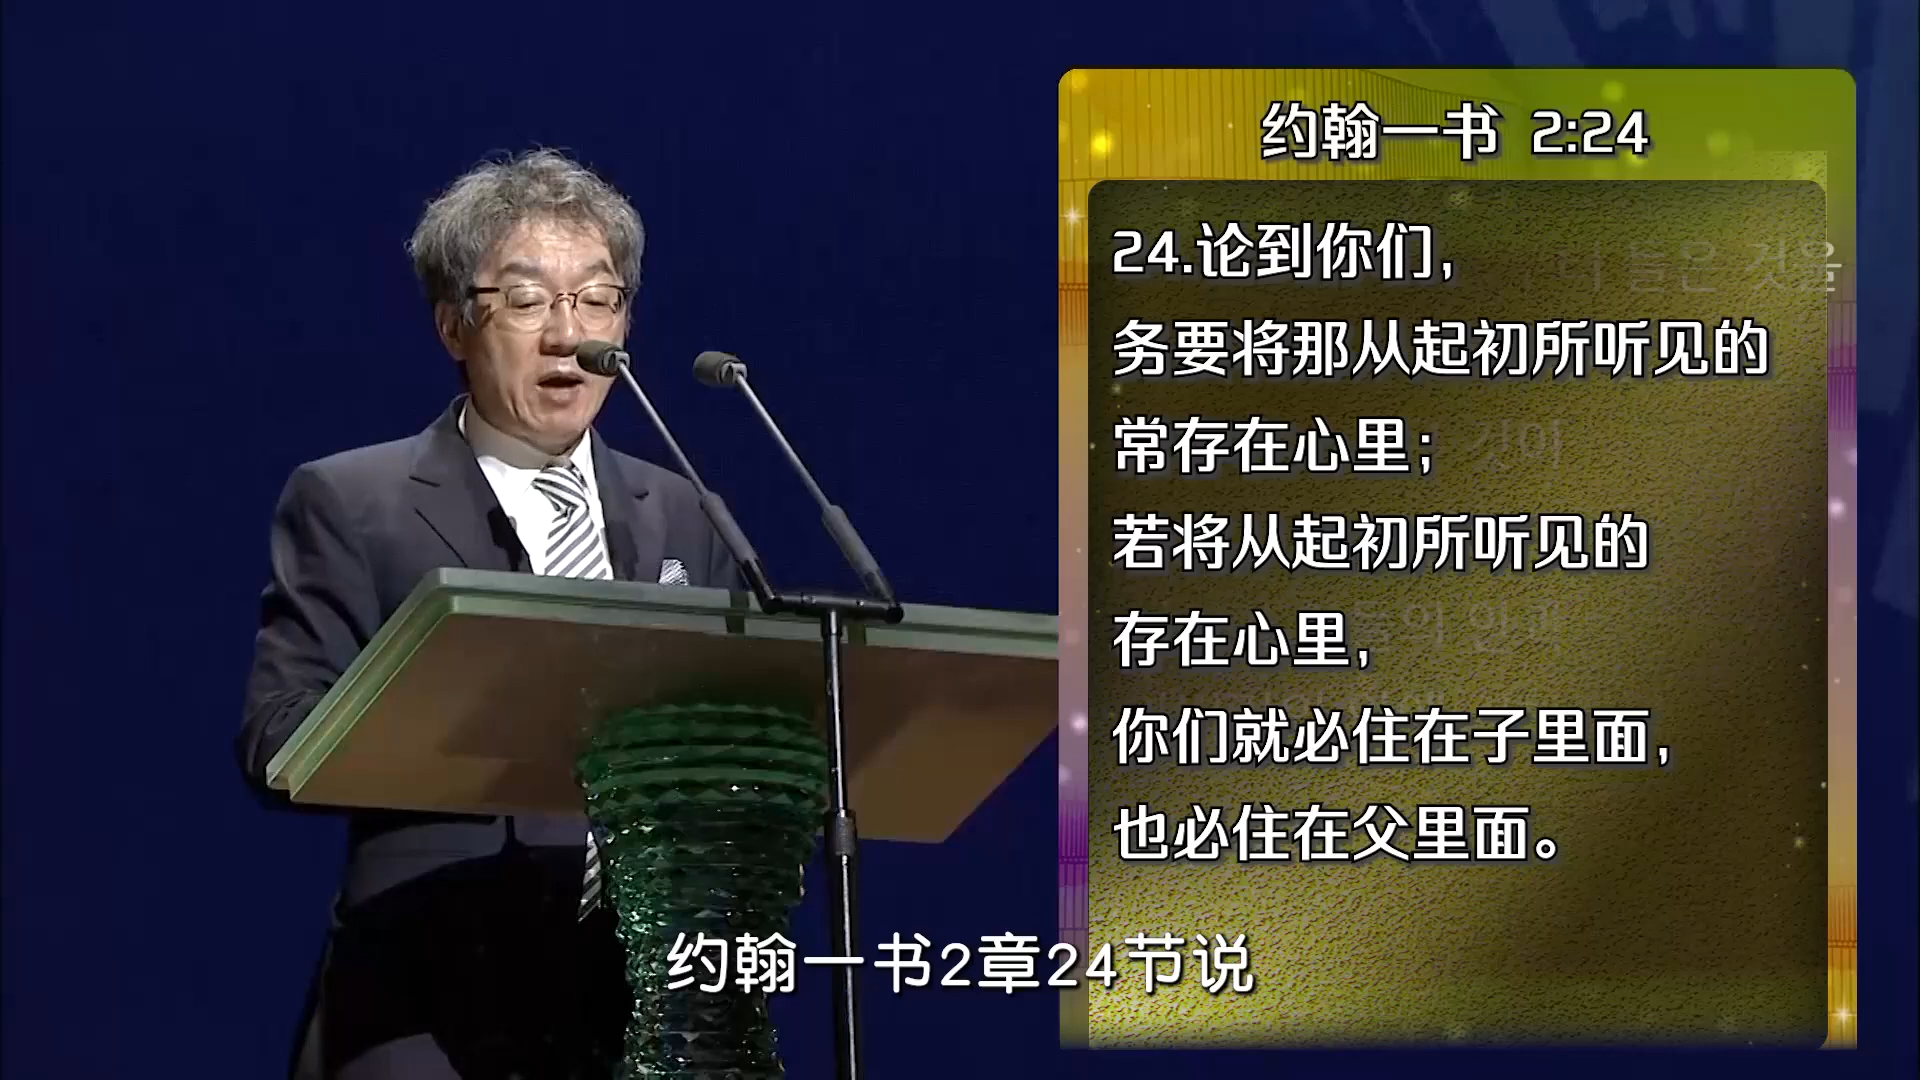 约翰一书 2:24
24.论到你们，
务要将那从起初所听见的
常存在心里；
若将从起初所听见的
存在心里，
你们就必住在子里面，
也必住在父里面。
约翰一书2章24节说